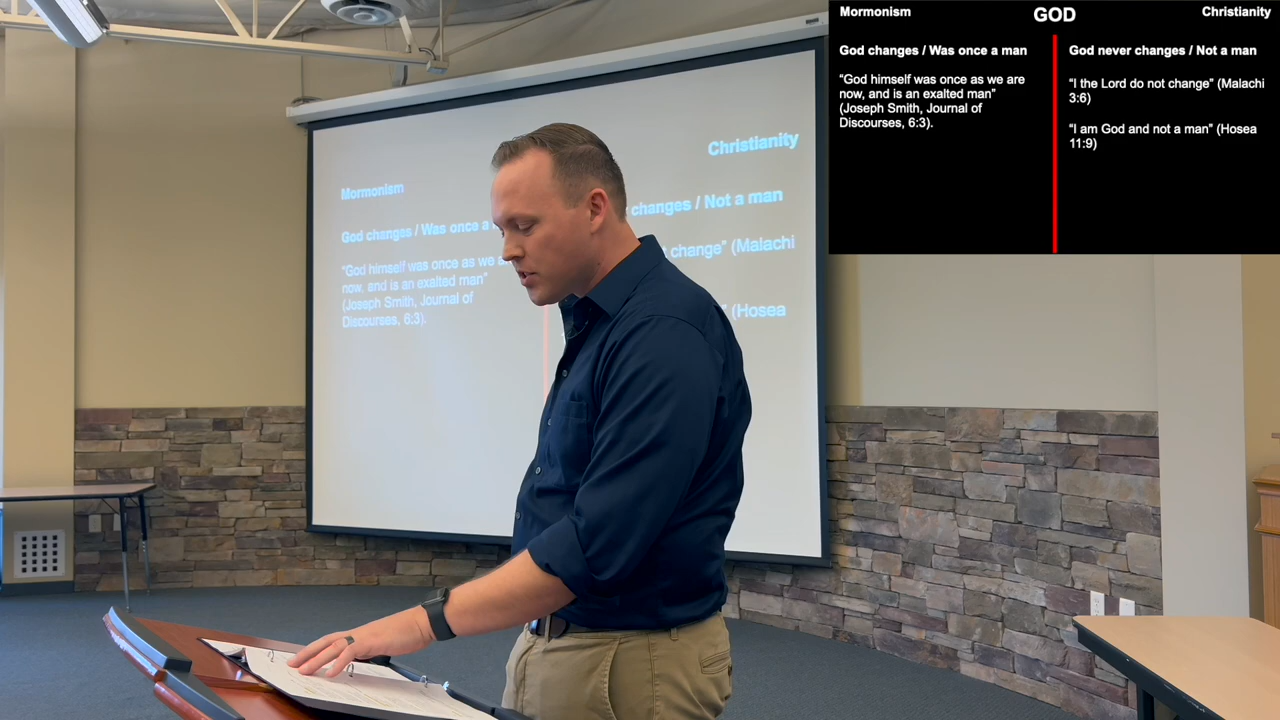 Mormonism
GOD
Christianity
God changes / Was once a man
“God himself was once as we are
now, and is an exalted man”
(Joseph Smith, Journal of
Discourses, 6:3).
God never changes / Not a man
“I the Lord do not change” (Malachi
3:6)
“I am God and not a man” (Hosea
11:9)
Christianity
Mormonism
God changes / Was once a
changes / Not a man
“God himself was once as we a
now, and is an exalted man”
(Joseph Smith, Journal of
Discourses, 6:3).
change” (Malachi
” (Hosea